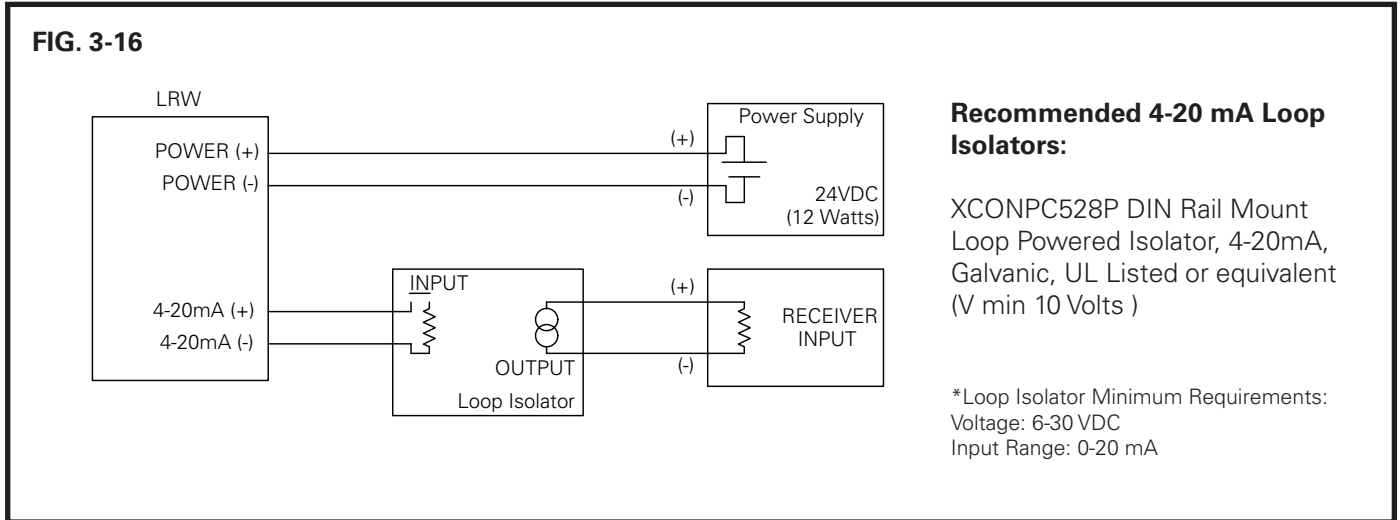 FIG. 3-16
LRW
POWER (+)
POWER (-)
4-20mA (+)
4-20mA (-)
(+)
(-)
Power Supply
24VDC
(12 Watts)
INPUT
OUTPUT
Loop Isolator
(+)
(-)
RECEIVER
INPUT
Recommended 4-20 mA Loop
Isolators:
XCONPC528P DIN Rail Mount
Loop Powered Isolator, 4-20mA,
Galvanic, UL Listed or equivalent
(V min 10 Volts )
*Loop Isolator Minimum Requirements:
Voltage: 6-30 VDC
Input Range: 0-20 mA